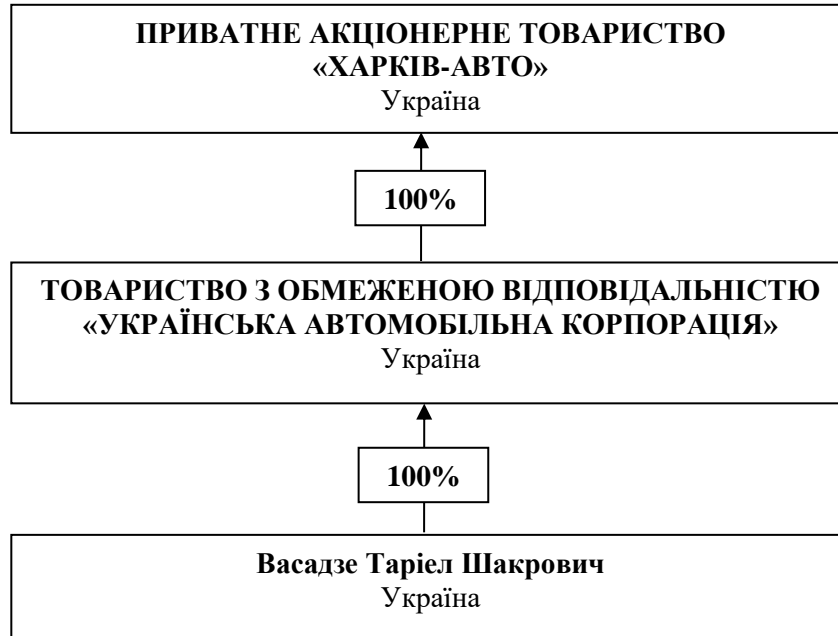 ПРИВАТНЕ АКЦІОНЕРНЕ ТОВАРИСТВО
«ХАРКІВ-АВТО»
Україна
100%
ТОВАРИСТВО З ОБМЕЖЕНОЮ ВІДПОВІДАЛЬНІСТЮ
«УКРАЇНСЬКА АВТОМОБІЛЬНА КОРПОРАЦІЯ»
Україна
100%
Васадзе Таріел Шакрович
Україна